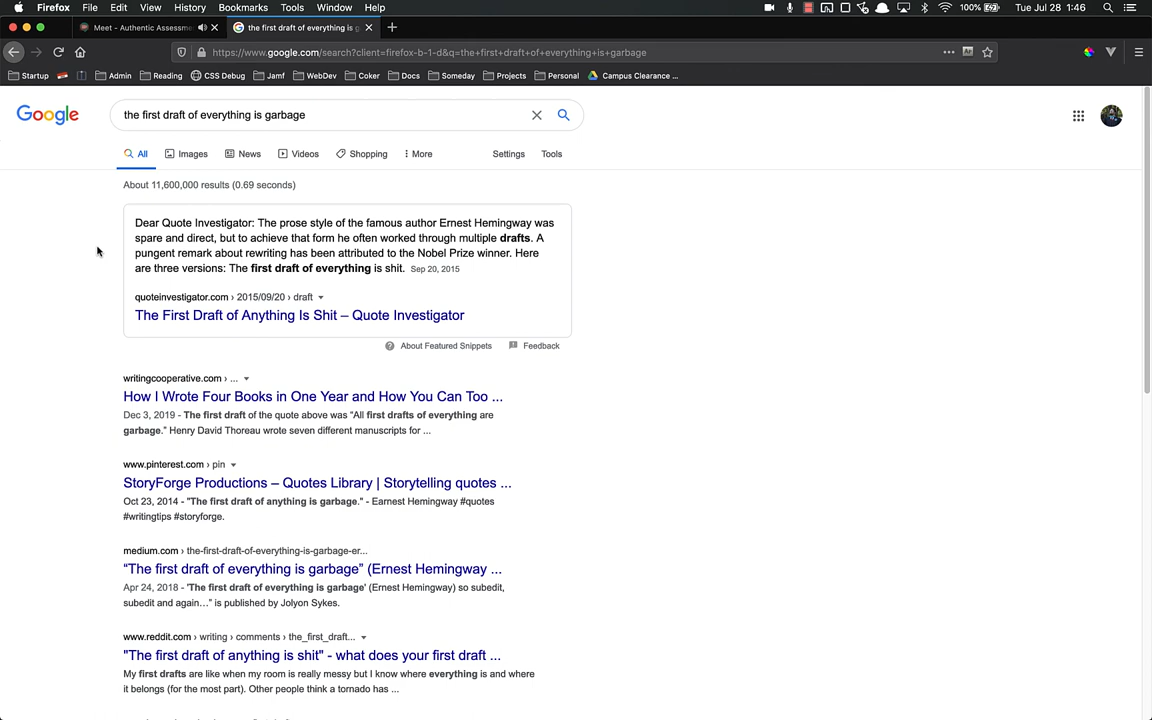 Firefox File Edit View History Bookmarks Tools Window Help 100% Tue Jul 28 1:46
Meet - Authentic Assessmen the first draft of everything is g
https://www.google.com/search?client=firefox-b-1-d&q=the+first+draft+of+everything+is+garbage
Startup Admin Reading CSS Debug Jamf WebDev Coker Docs Someday Projects Personal Campus Clearance ...
Google the first draft of everything is garbage
All Images News Videos Shopping More Settings Tools
About 11,600,000 results (0.69 seconds)
Dear Quote Investigator: The prose style of the famous author Ernest Hemingway was
spare and direct, but to achieve that form he often worked through multiple drafts. A
pungent remark about rewriting has been attributed to the Nobel Prize winner. Here
are three versions: The first draft of everything is shit. Sep 20, 2015
quoteinvestigator.com › 2015/09/20 › draft
The First Draft of Anything Is Shit – Quote Investigator
About Featured Snippets Feedback
writingcooperative.com › ...
How I Wrote Four Books in One Year and How You Can Too ...
Dec 3, 2019 - The first draft of the quote above was "All first drafts of everything are
garbage." Henry David Thoreau wrote seven different manuscripts for ...
www.pinterest.com › pin
StoryForge Productions – Quotes Library | Storytelling quotes ...
Oct 23, 2014 - "The first draft of anything is garbage." - Earnest Hemingway #quotes
#writingtips #storyforge.
medium.com › the-first-draft-of-everything-is-garbage-er...
“The first draft of everything is garbage” (Ernest Hemingway ...
Apr 24, 2018 - 'The first draft of everything is garbage' (Ernest Hemingway) so subedit,
subedit and again…” is published by Jolyon Sykes.
www.reddit.com › writing › comments › the_first_draft...
"The first draft of anything is shit" - what does your first draft ...
My first drafts are like when my room is really messy but I know where everything is and where
it belongs (for the most part). Other people think a tornado has ...